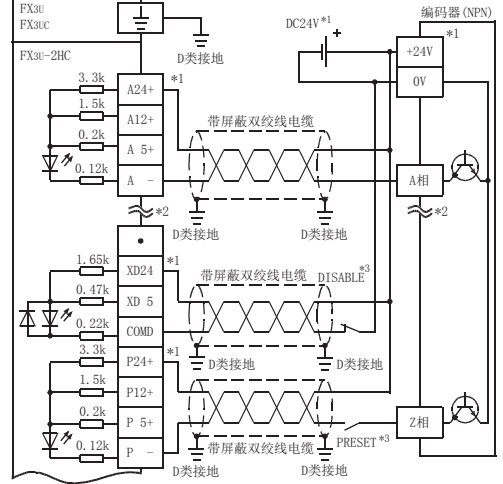 FX3U
FX3UC
FX3U-2HC
D类接地
DC24V*1
+
编码器(NPN)
*1
+24V
0V
3.3k
A24+
*1
1.5k
A12+
0.2k
A 5+
0.12k
A -
带屏蔽双绞线电缆
A相
*2
*2
D类接地
D类接地
1.65k
XD24
*1
0.47k
XD 5
0.22k
COMD
带屏蔽双绞线电缆
DISABLE*3
3.3k
P24+
*1
D类接地
D类接地
1.5k
P12+
0.2k
P 5+
0.12k
P -
带屏蔽双绞线电缆
Z相
PRESET*3
D类接地
D类接地